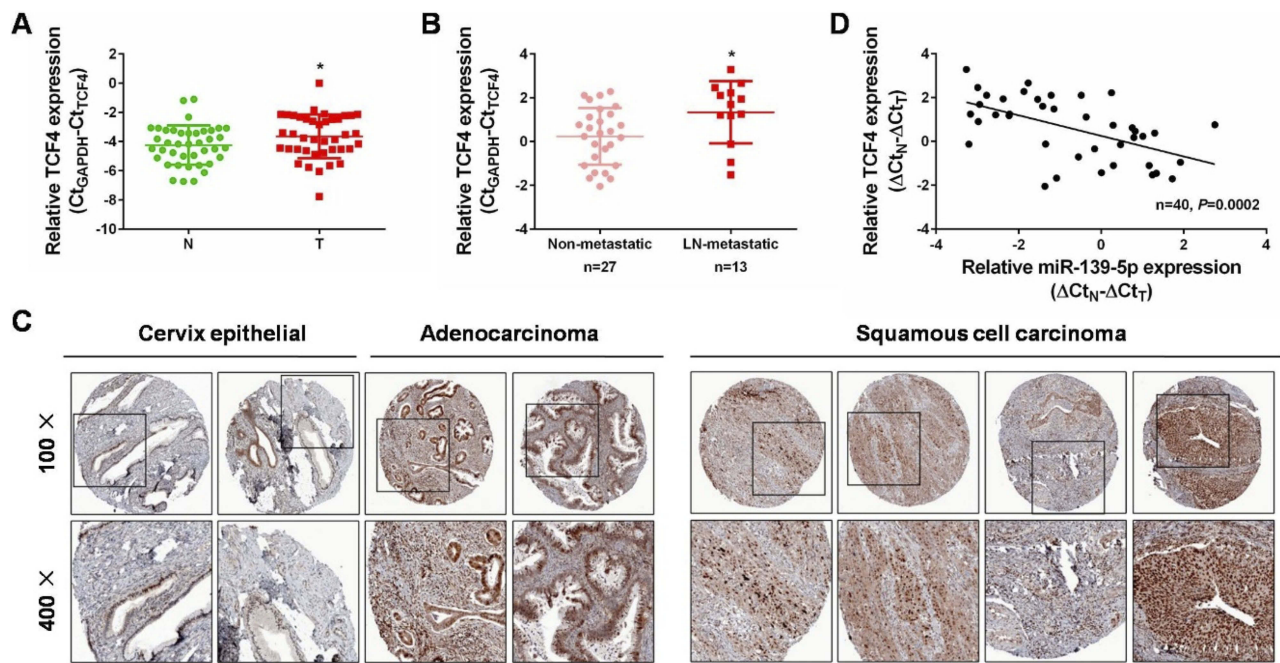 A
Relative TCF4 expression
(CtGAPDH-CtTCF4)
2
0
-2
-4
-6
-8
-10
*
N
T
B
Relative TCF4 expression
(CtGAPDH-CtTCF4)
4
2
0
-2
-4
*
Non-metastatic
LN-metastatic
n=27
n=13
D
Relative TCF4 expression
(ΔCtN-ΔCtT)
4
2
0
-2
-4
n=40, P=0.0002
-4
-2
0
2
4
Relative miR-139-5p expression
(ΔCtN-ΔCtT)
C
Cervix epithelial
Adenocarcinoma
Squamous cell carcinoma
100 ×
400 ×